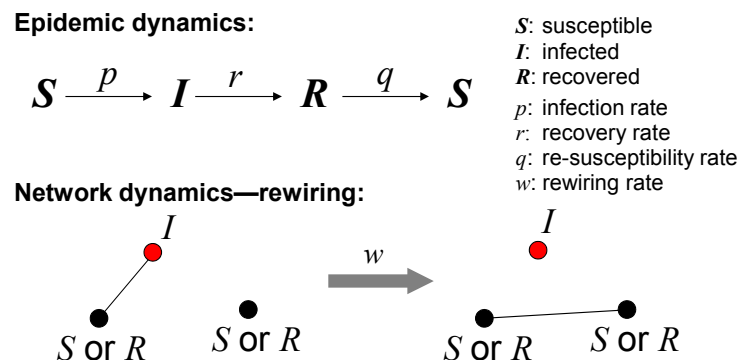 Epidemic dynamics:
S p I r R q S
S: susceptible
I: infected
R: recovered
p: infection rate
r: recovery rate
q: re-susceptibility rate
w: rewiring rate
Network dynamics—rewiring:
I w I
S or R S or R S or R S or R